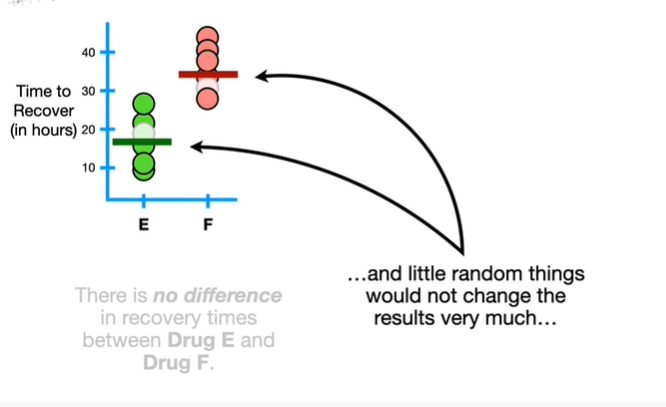 40
Time to 30
Recover
(in hours) 20
10
E F
There is no difference
in recovery times
between Drug E and
Drug F.
...and little random things
would not change the
results very much...